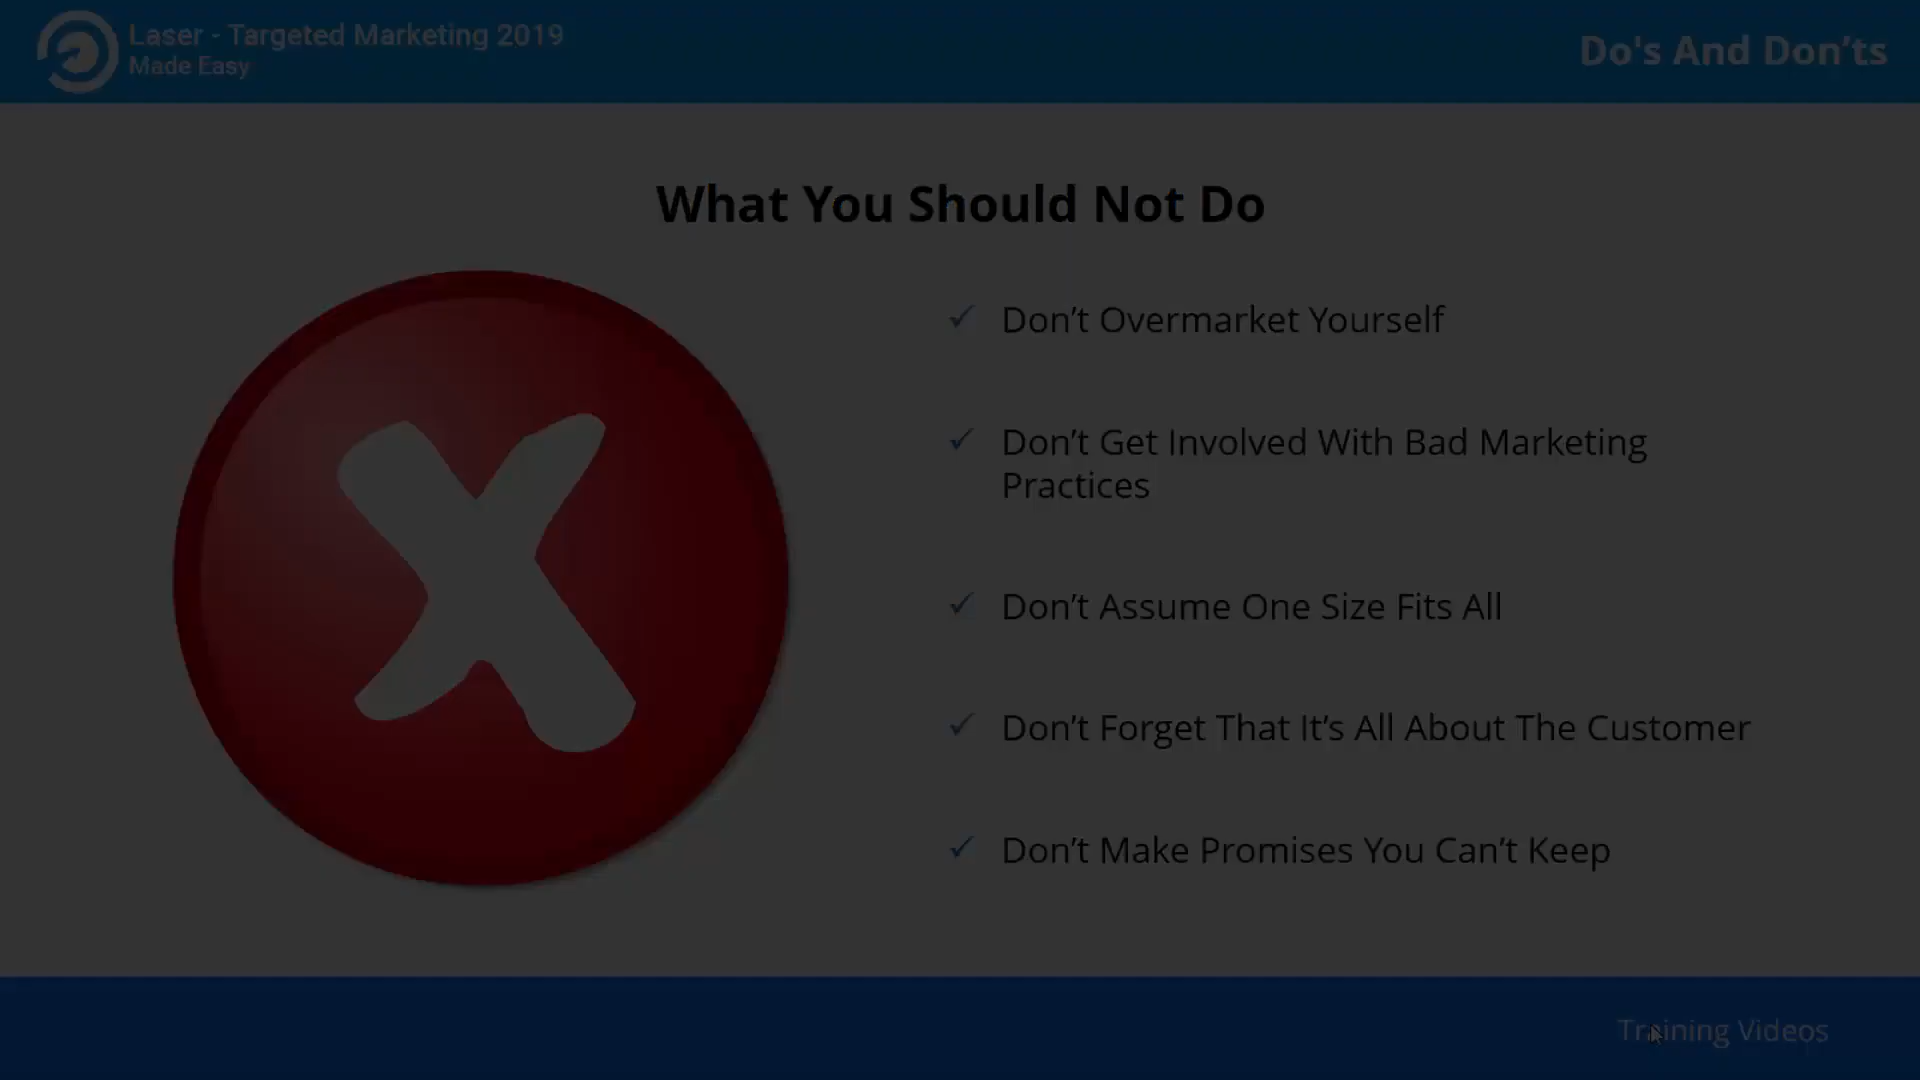 Laser - Targeted Marketing 2019
Made Easy
Do's And Don’ts
What You Should Not Do
Don’t Overmarket Yourself
Don’t Get Involved With Bad Marketing
Practices
Don’t Assume One Size Fits All
Don’t Forget That It’s All About The Customer
Don’t Make Promises You Can’t Keep
Training Videos